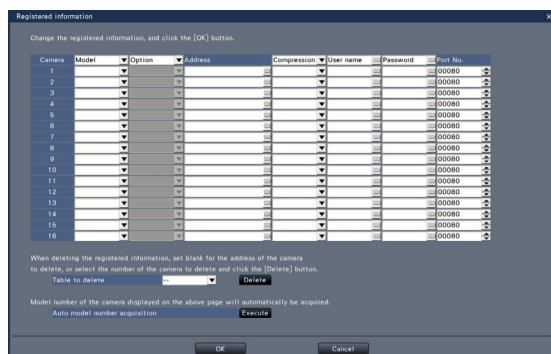 Registered information
Change the registered information, and click the [OK] button.
Camera Model Option Address Compression User name Password Port No.
1 00080
2 00080
3 00080
4 00080
5 00080
6 00080
7 00080
8 00080
9 00080
10 00080
11 00080
12 00080
13 00080
14 00080
15 00080
16 00080
When deleting the registered information, set blank for the address of the camera
to delete, or select the number of the camera to delete and click the [Delete] button.
Table to delete -- Delete
Model number of the camera displayed on the above page will automatically be acquired.
Auto model number acquisition Execute
OK Cancel